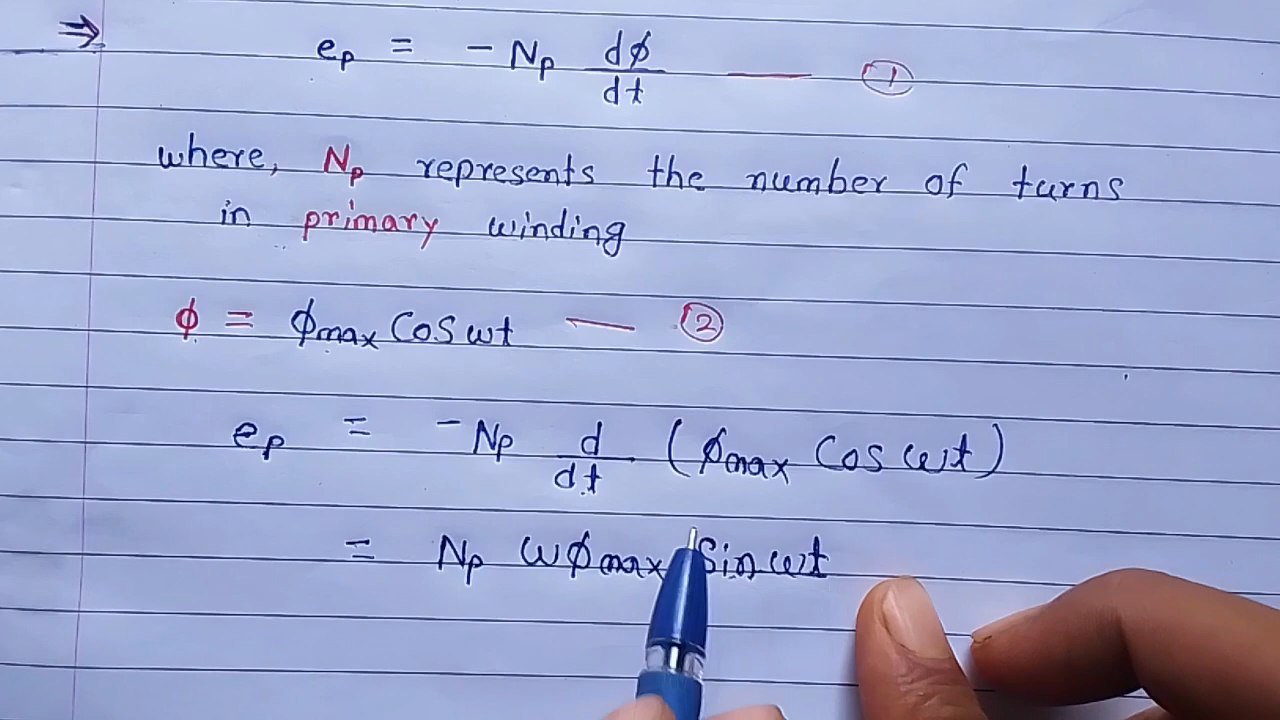 ⇒ eₚ = - Nₚ dϕ/dt — ①
where, Nₚ represents the number of turns
in primary winding
ϕ = ϕmax Cos ωt — ②
eₚ = - Nₚ d/dt (ϕmax Cos ωt)
= Nₚ ωϕmax Sin ωt